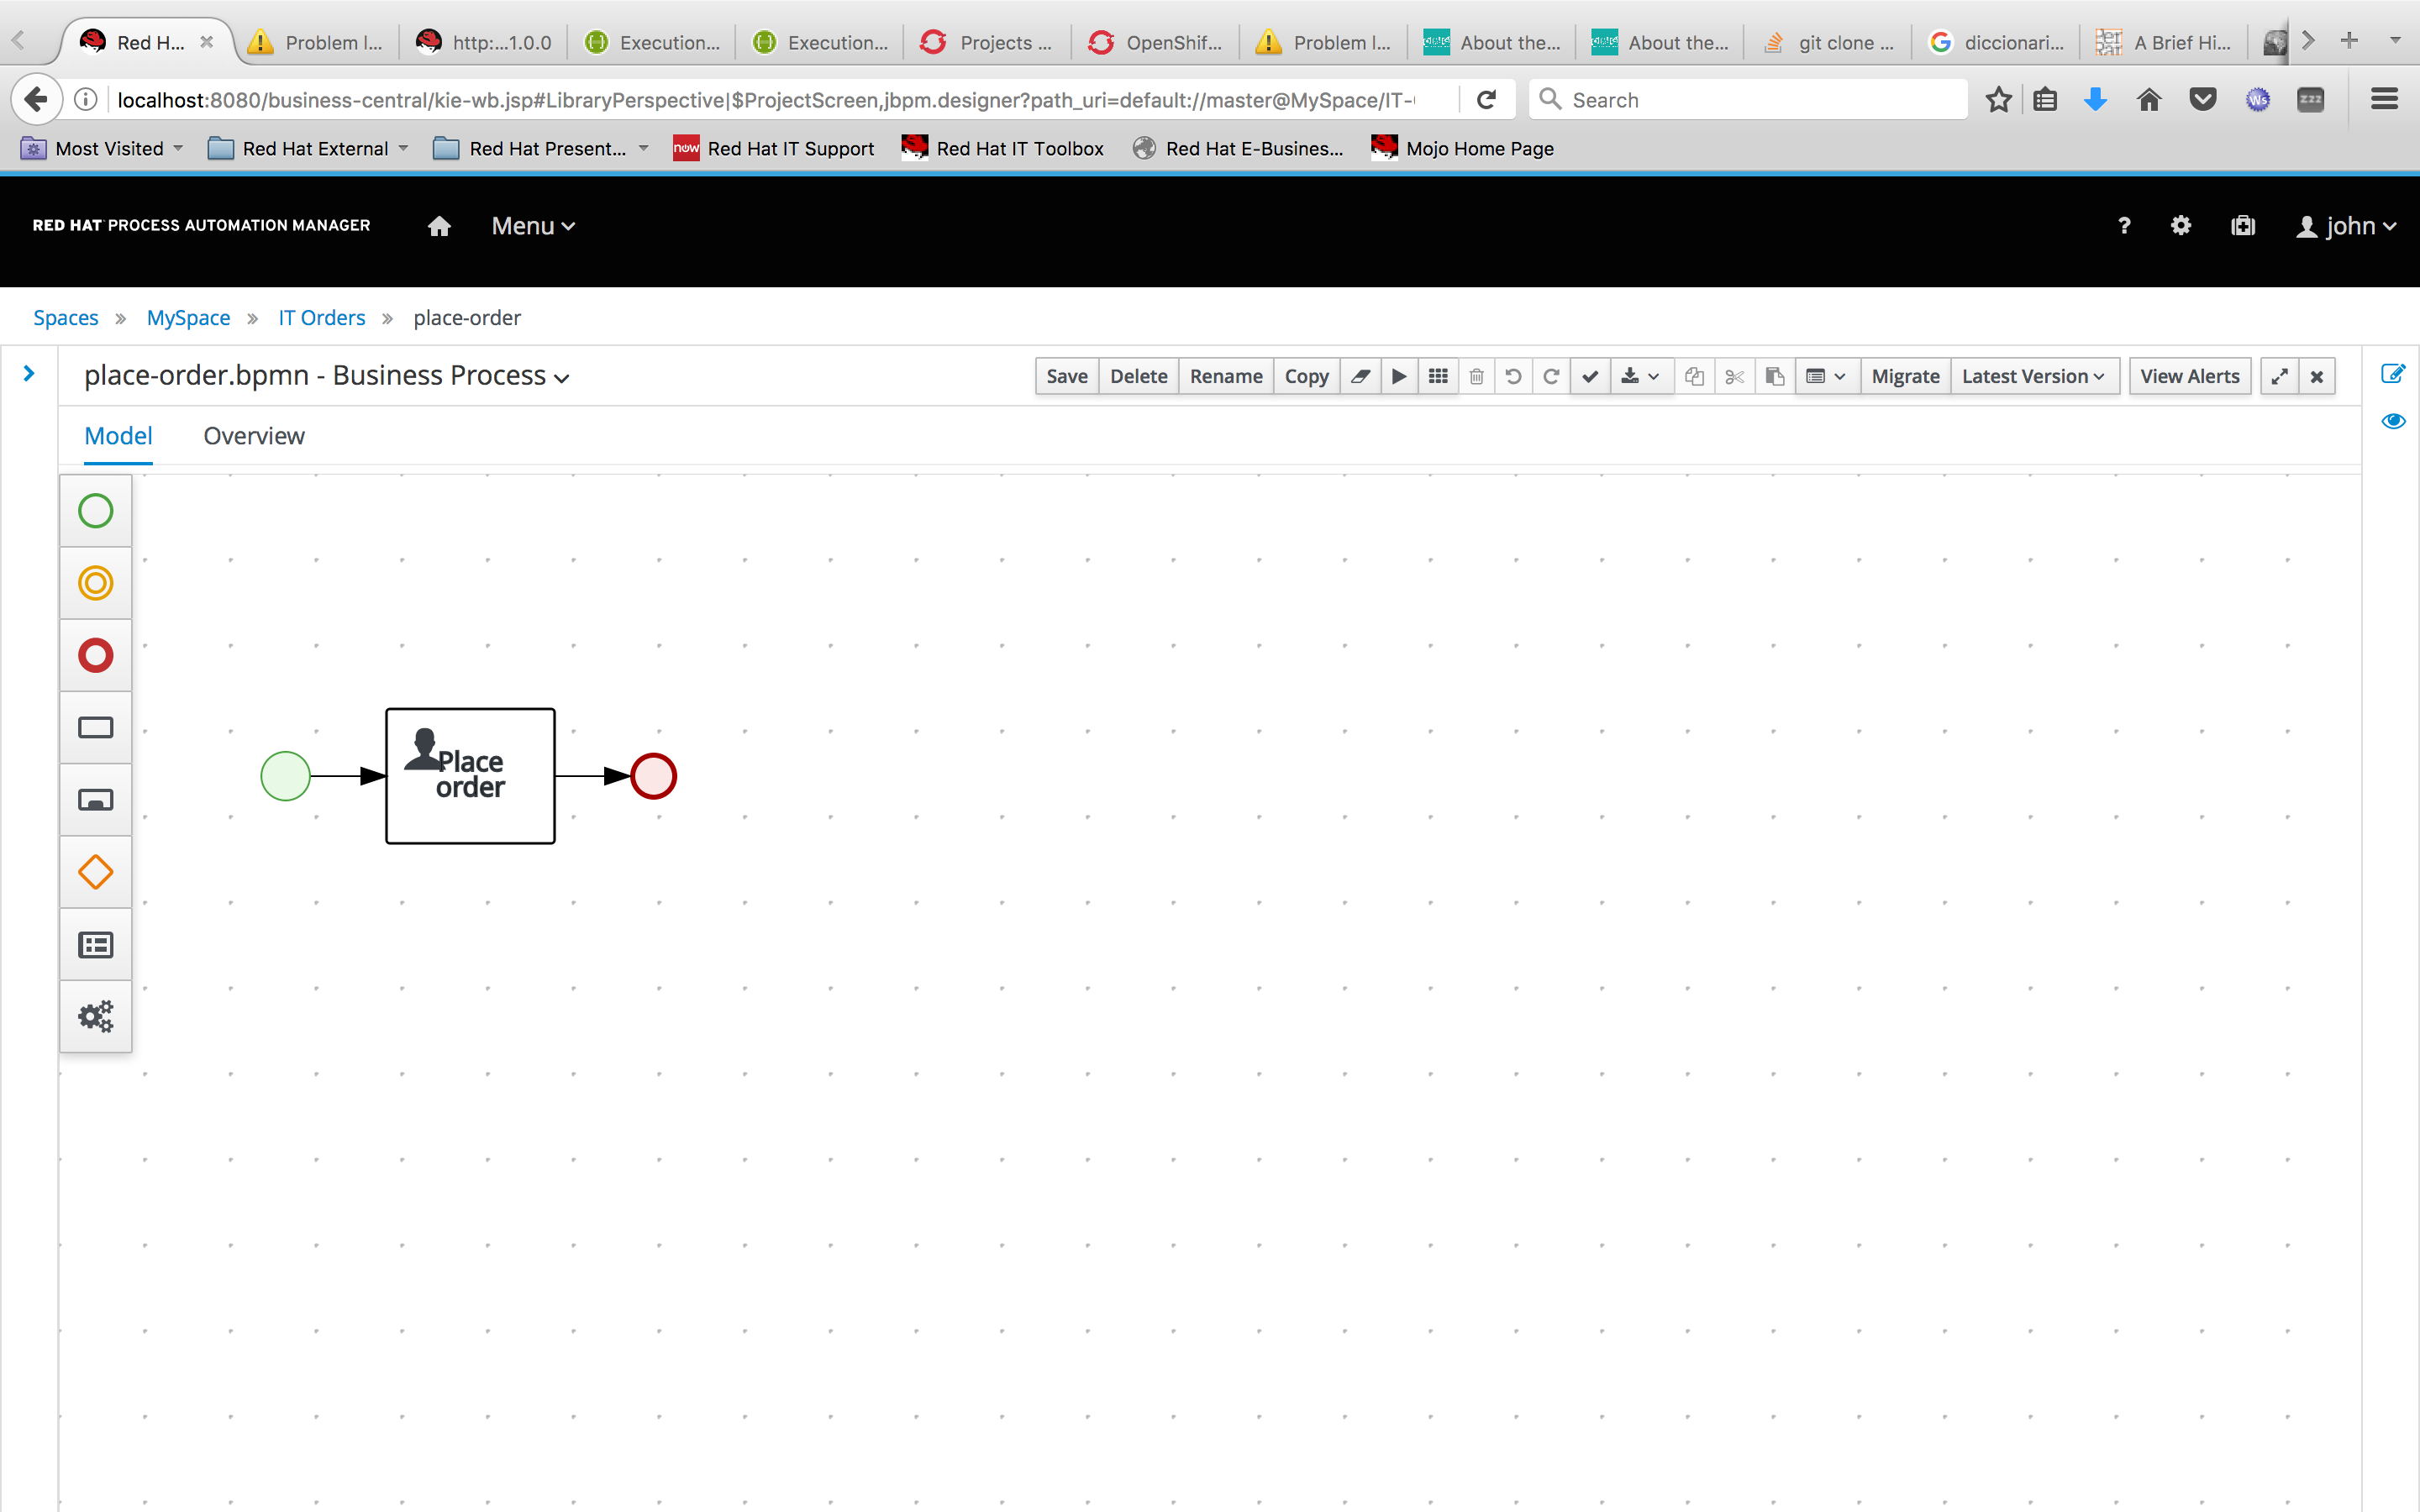 Red H...
Problem l...
http:...1.0.0
Execution...
Execution...
Projects ...
OpenShif...
Problem l...
About the...
About the...
git clone ...
diccionari...
A Brief Hi...
localhost:8080/business-central/kie-wb.jsp#LibraryPerspective|$ProjectScreen,jbpm.designer?path_uri=default://master@MySpace/IT-
Search
Most Visited
Red Hat External
Red Hat Present...
now
Red Hat IT Support
Red Hat IT Toolbox
Red Hat E-Busines...
Mojo Home Page
RED HAT PROCESS AUTOMATION MANAGER
Menu
?
john
Spaces » MySpace » IT Orders » place-order
place-order.bpmn - Business Process
Save
Delete
Rename
Copy
Migrate
Latest Version
View Alerts
Model
Overview
Place
order